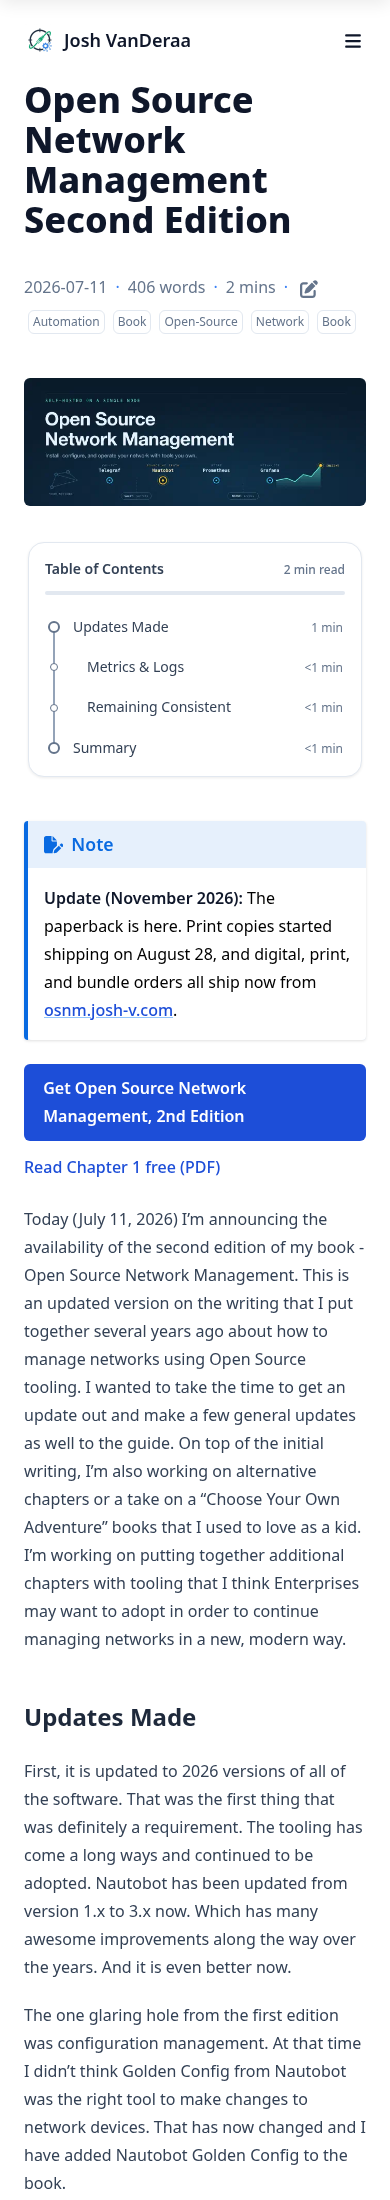 Josh VanDeraa
Open Source
Network
Management
Second Edition
2026-07-11 · 406 words · 2 mins ·
Automation Book Open-Source Network Book
SELF-HOSTED ON A SINGLE NODE
Open Source
Network Management
Install, configure, and operate your network with tools you own.
Telegraf Nautobot Prometheus Grafana
Table of Contents 2 min read
Updates Made 1 min
Metrics & Logs <1 min
Remaining Consistent <1 min
Summary <1 min
Note
Update (November 2026): The
paperback is here. Print copies started
shipping on August 28, and digital, print,
and bundle orders all ship now from
osnm.josh-v.com.
Get Open Source Network
Management, 2nd Edition
Read Chapter 1 free (PDF)
Today (July 11, 2026) I’m announcing the
availability of the second edition of my book -
Open Source Network Management. This is
an updated version on the writing that I put
together several years ago about how to
manage networks using Open Source
tooling. I wanted to take the time to get an
update out and make a few general updates
as well to the guide. On top of the initial
writing, I’m also working on alternative
chapters or a take on a “Choose Your Own
Adventure” books that I used to love as a kid.
I’m working on putting together additional
chapters with tooling that I think Enterprises
may want to adopt in order to continue
managing networks in a new, modern way.
Updates Made
First, it is updated to 2026 versions of all of
the software. That was the first thing that
was definitely a requirement. The tooling has
come a long ways and continued to be
adopted. Nautobot has been updated from
version 1.x to 3.x now. Which has many
awesome improvements along the way over
the years. And it is even better now.
The one glaring hole from the first edition
was configuration management. At that time
I didn’t think Golden Config from Nautobot
was the right tool to make changes to
network devices. That has now changed and I
have added Nautobot Golden Config to the
book.